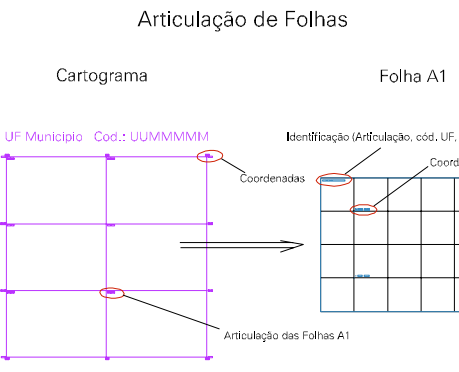 Articulação de Folhas
Cartograma
Folha A1
UF Municipio Cod.: UUMMMMM
Identificação (Articulação, cód. UF,
Coord
Coordenadas
Articulação das Folhas A1